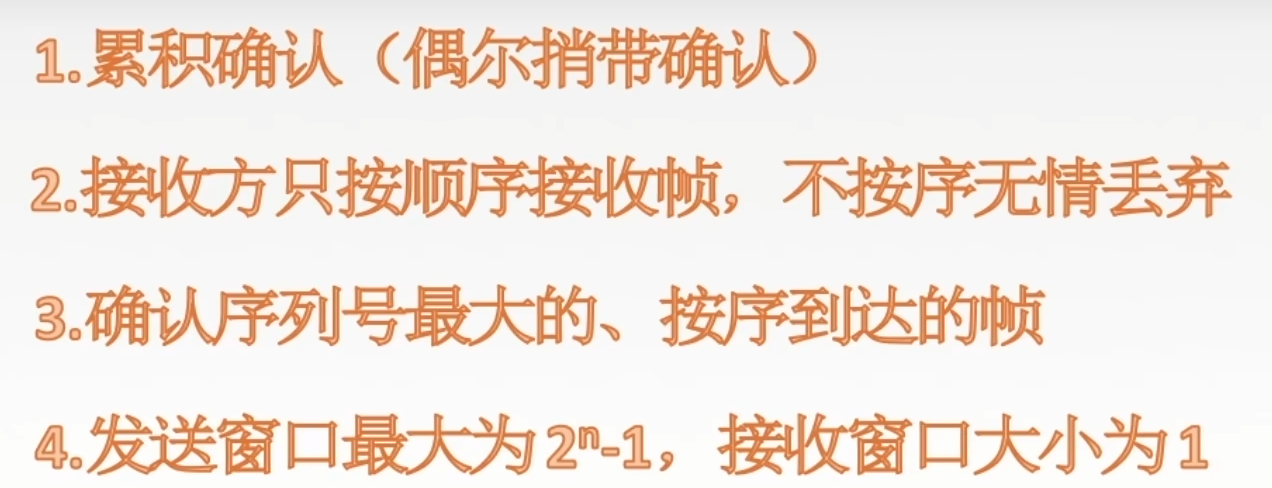 1.累积确认（偶尔捎带确认）
2.接收方只按顺序接收帧，不按序无情丢弃
3.确认序列号最大的、按序到达的帧
4.发送窗口最大为2ⁿ-1，接收窗口大小为1